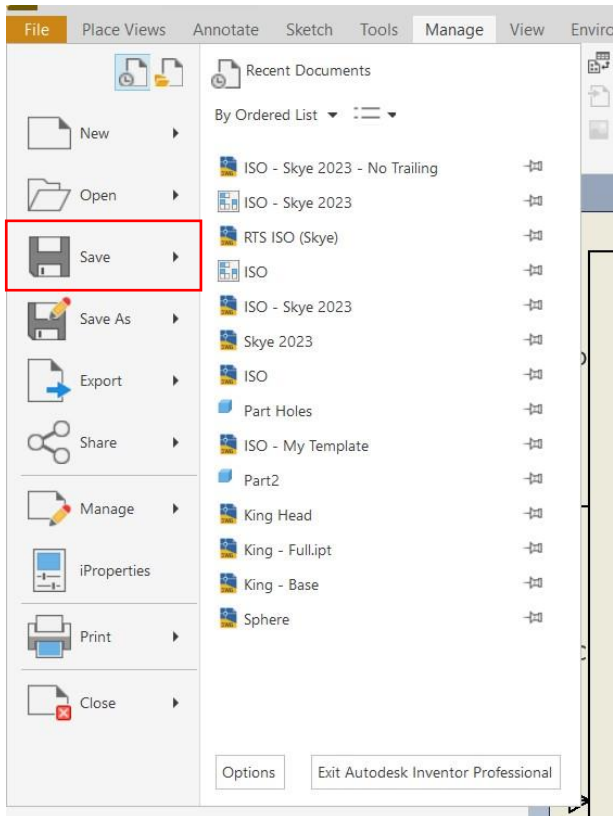 File Place Views Annotate Sketch Tools Manage View
Recent Documents
By Ordered List
New
Open
Save
Save As
Export
Share
Manage
iProperties
Print
Close
ISO - Skye 2023 - No Trailing
ISO - Skye 2023
RTS ISO (Skye)
ISO
ISO - Skye 2023
Skye 2023
ISO
Part Holes
ISO - My Template
Part2
King Head
King - Full.ipt
King - Base
Sphere
Options Exit Autodesk Inventor Professional